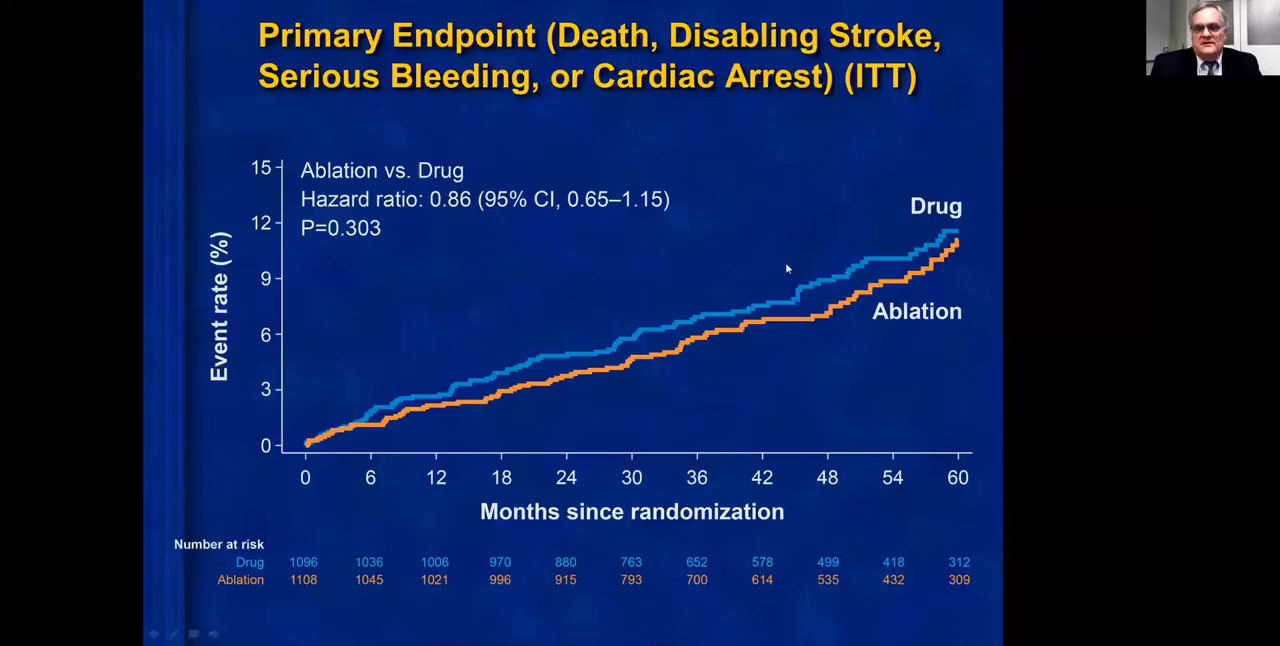 Primary Endpoint (Death, Disabling Stroke,
Serious Bleeding, or Cardiac Arrest) (ITT)
Ablation vs. Drug
Hazard ratio: 0.86 (95% CI, 0.65–1.15)
P=0.303
Drug
Ablation
Event rate (%)
15
12
9
6
3
0
0 6 12 18 24 30 36 42 48 54 60
Months since randomization
Number at risk
Drug 1096 1036 1006 970 880 763 652 578 499 418 312
Ablation 1108 1045 1021 996 915 793 700 614 535 432 309